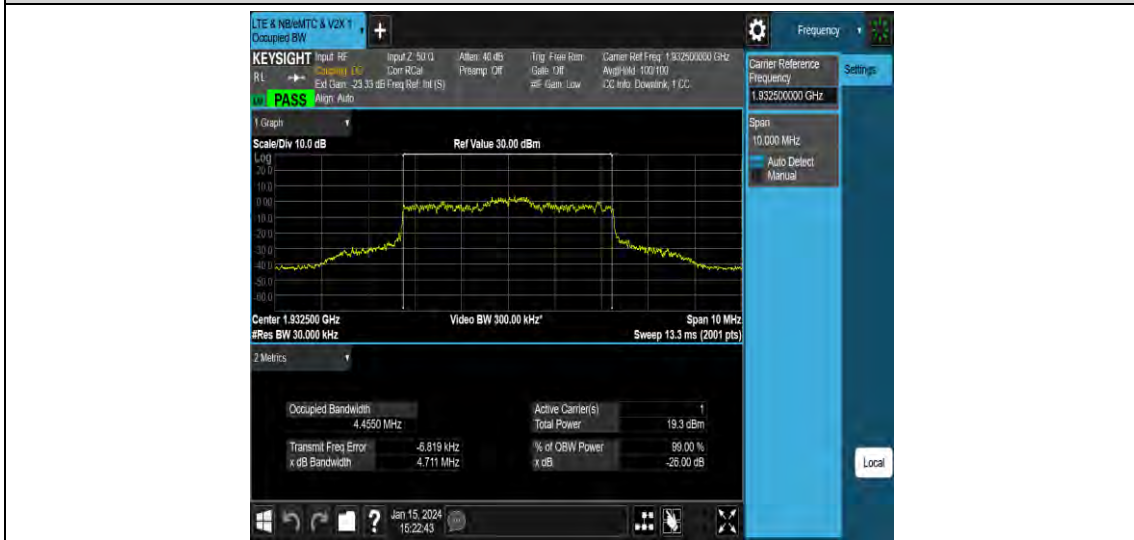 LTE & NB/eMTC & V2X 1
Occupied BW
Frequency
KEYSIGHT
RL
PASS
Input: RF
Coupling: DC
Ext Gain: -23.33 dB
Align: Auto
Input Z: 50 Ω
Corr RCal
Freq Ref: Int (S)
Atten: 40 dB
Preamp: Off
Trig: Free Run
Gate: Off
#IF Gain: Low
Carrier Ref Freq: 1.932500000 GHz
Avg|Hold: 100/100
CC Info: Downlink, 1 CC
Carrier Reference
Frequency
1.932500000 GHz
Settings
Span
10.000 MHz
Auto Detect
Manual
1 Graph
Scale/Div 10.0 dB
Ref Value 30.00 dBm
Log
20.0
10.0
0.00
-10.0
-20.0
-30.0
-40.0
-50.0
-60.0
Center 1.932500 GHz
Video BW 300.00 kHz*
Span 10 MHz
#Res BW 30.000 kHz
Sweep 13.3 ms (2001 pts)
2 Metrics
Occupied Bandwidth
4.4550 MHz
Active Carrier(s) 1
Total Power 19.3 dBm
Transmit Freq Error -6.819 kHz
x dB Bandwidth 4.711 MHz
% of OBW Power 99.00 %
x dB -26.00 dB
Local
Jan 15, 2024
15:22:43